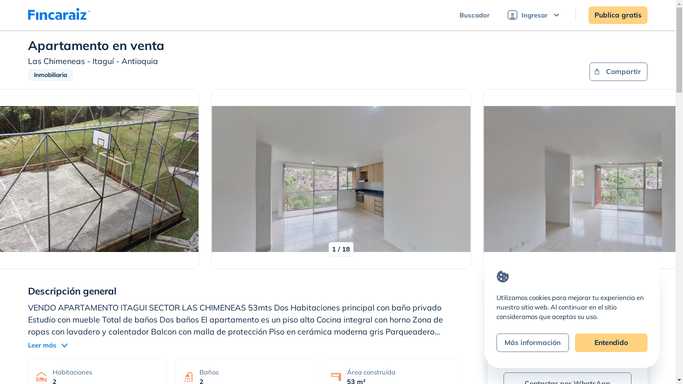 Fincaraiz
Buscador
Ingresar
Publica gratis
Apartamento en venta
Las Chimeneas - Itaguí - Antioquia
Inmobiliaria
Compartir
1 / 18
Descripción general
VENDO APARTAMENTO ITAGUI SECTOR LAS CHIMENEAS 53mts Dos Habitaciones principal con baño privado
Estudio con mueble Total de baños Dos baños El apartamento es un piso alto Cocina integral con horno Zona de
ropas con lavadero y calentador Balcon con malla de protección Piso en cerámica moderna gris Parqueadero...
Leer más
Habitaciones
2
Baños
2
Área construida
53 m²
Utilizamos cookies para mejorar tu experiencia en
nuestro sitio web. Al continuar en el sitio
consideramos que aceptas su uso.
Más información
Entendido
Contactar por WhatsApp